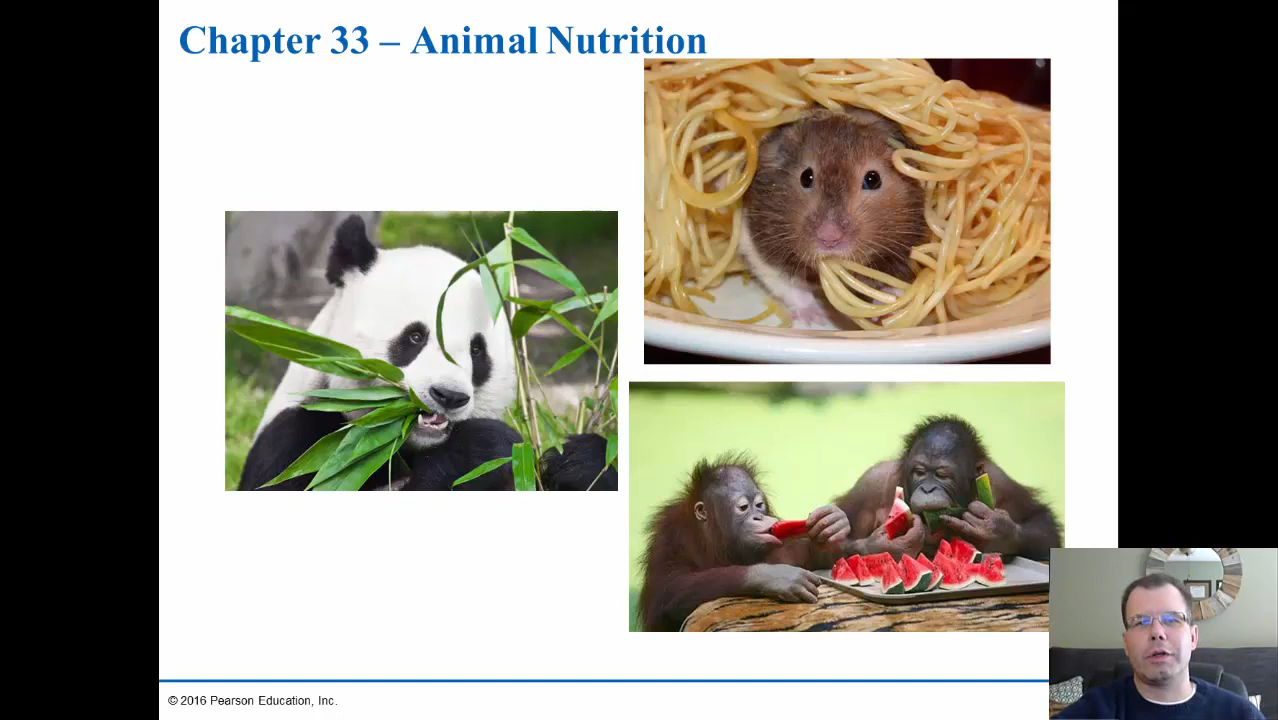 Chapter 33 – Animal Nutrition
© 2016 Pearson Education, Inc.